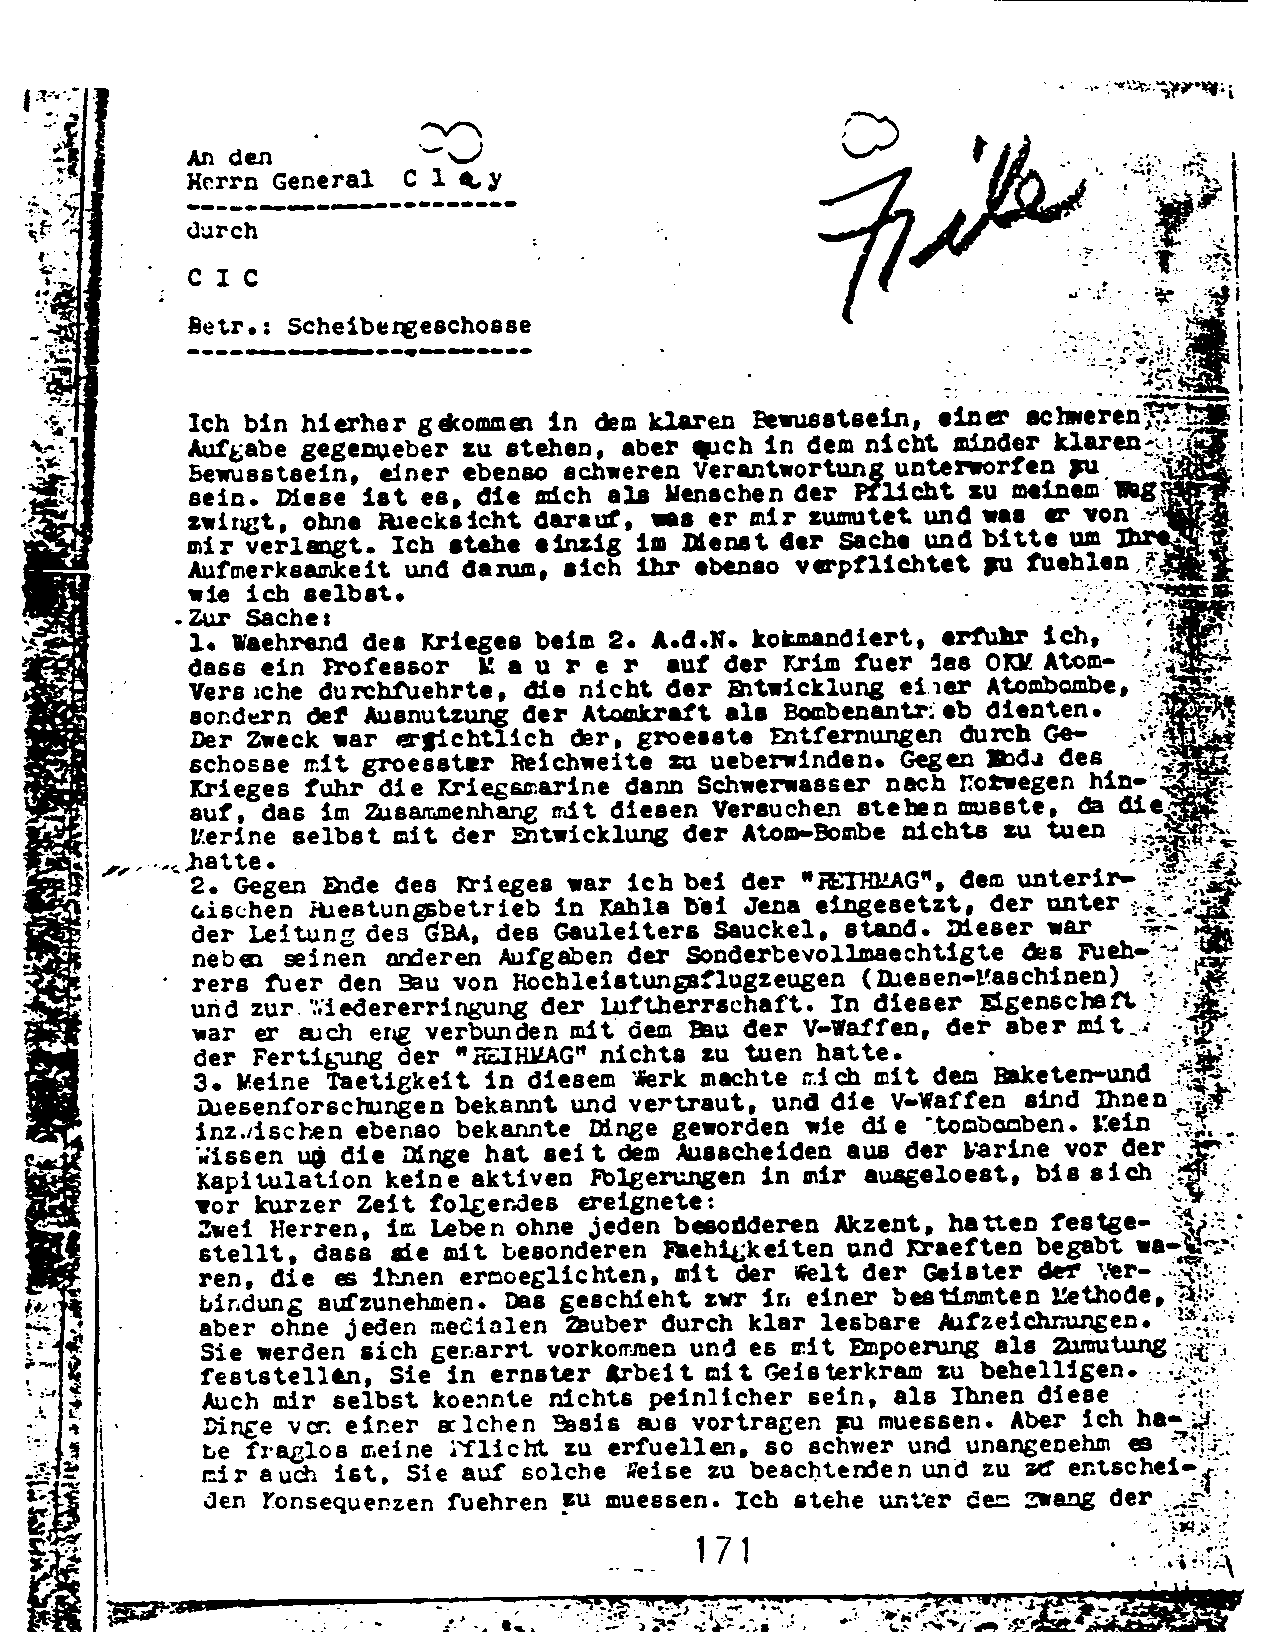 An den
Herrn General C l a y
durch
C I C
Betr.: Scheibengeschosse
Ich bin hierher gekommen in dem klaren Bewusstsein, einer schweren
Aufgabe gegenueber zu stehen, aber auch in dem nicht minder klaren
Bewusstsein, einer ebenso schweren Verantwortung unterworfen zu
sein. Diese ist es, die mich als Menschen der Pflicht zu meinem Weg
zwingt, ohne Ruecksicht darauf, was er mir zumutet und was er von
mir verlangt. Ich stehe einzig im Dienst der Sache und bitte um Ihre
Aufmerksamkeit und darum, sich ihr ebenso verpflichtet zu fuehlen
wie ich selbst.
Zur Sache:
1. Waehrend des Krieges beim 2. A.d.N. kommandiert, erfuhr ich,
dass ein Professor M a u r e r auf der Krim fuer das OKM Atom-
Versuche durchfuehrte, die nicht der Entwicklung einer Atombombe,
sondern def Ausnutzung der Atomkraft als Bombenantrieb dienten.
Der Zweck war ersichtlich der, groesste Entfernungen durch Ge-
schosse mit groesster Reichweite zu ueberwinden. Gegen Ende des
Krieges fuhr die Kriegsmarine dann Schwerwasser nach Norwegen hin-
auf, das im Zusammenhang mit diesen Versuchen stehen musste, da die
Marine selbst mit der Entwicklung der Atom-Bombe nichts zu tuen
hatte.
2. Gegen Ende des Krieges war ich bei der "REIHMAG", dem unterir-
dischen Ruestungsbetrieb in Kahla bei Jena eingesetzt, der unter
der Leitung des GBA, des Gauleiters Sauckel, stand. Dieser war
neben seinen anderen Aufgaben der Sonderbevollmaechtigte des Fueh-
rers fuer den Bau von Hochleistungsflugzeugen (Duesen-Maschinen)
und zur Wiedererringung der Luftherrschaft. In dieser Eigenschaft
war er auch eng verbunden mit dem Bau der V-Waffen, der aber mit
der Fertigung der "REIHMAG" nichts zu tuen hatte.
3. Meine Taetigkeit in diesem Werk machte mich mit dem Raketen-und
Duesenforschungen bekannt und vertraut, und die V-Waffen sind Ihnen
inzwischen ebenso bekannte Dinge geworden wie die Atombomben. Mein
Wissen um die Dinge hat seit dem Ausscheiden aus der Marine vor der
Kapitulation keine aktiven Folgerungen in mir ausgeloest, bis sich
vor kurzer Zeit folgendes ereignete:
Zwei Herren, im Leben ohne jeden besodderen Akzent, hatten festge-
stellt, dass sie mit besonderen Faehigkeiten und Kraeften begabt wa-
ren, die es ihnen ermoeglichten, mit der Welt der Geister der Ver-
bindung aufzunehmen. Das geschieht zwr in einer bestimmten Methode,
aber ohne jeden medialen Zauber durch klar lesbare Aufzeichnungen.
Sie werden sich genarrt vorkommen und es mit Empoerung als Zumutung
feststellen, Sie in ernster Arbeit mit Geisterkram zu behelligen.
Auch mir selbst koennte nichts peinlicher sein, als Ihnen diese
Dinge von einer solchen Basis aus vortragen zu muessen. Aber ich ha-
be fraglos meine Pflicht zu erfuellen, so schwer und unangenehm es
mir auch ist, Sie auf solche Weise zu beachtenden und zu entschei-
den Konsequenzen fuehren zu muessen. Ich stehe unter dem Zwang der
171